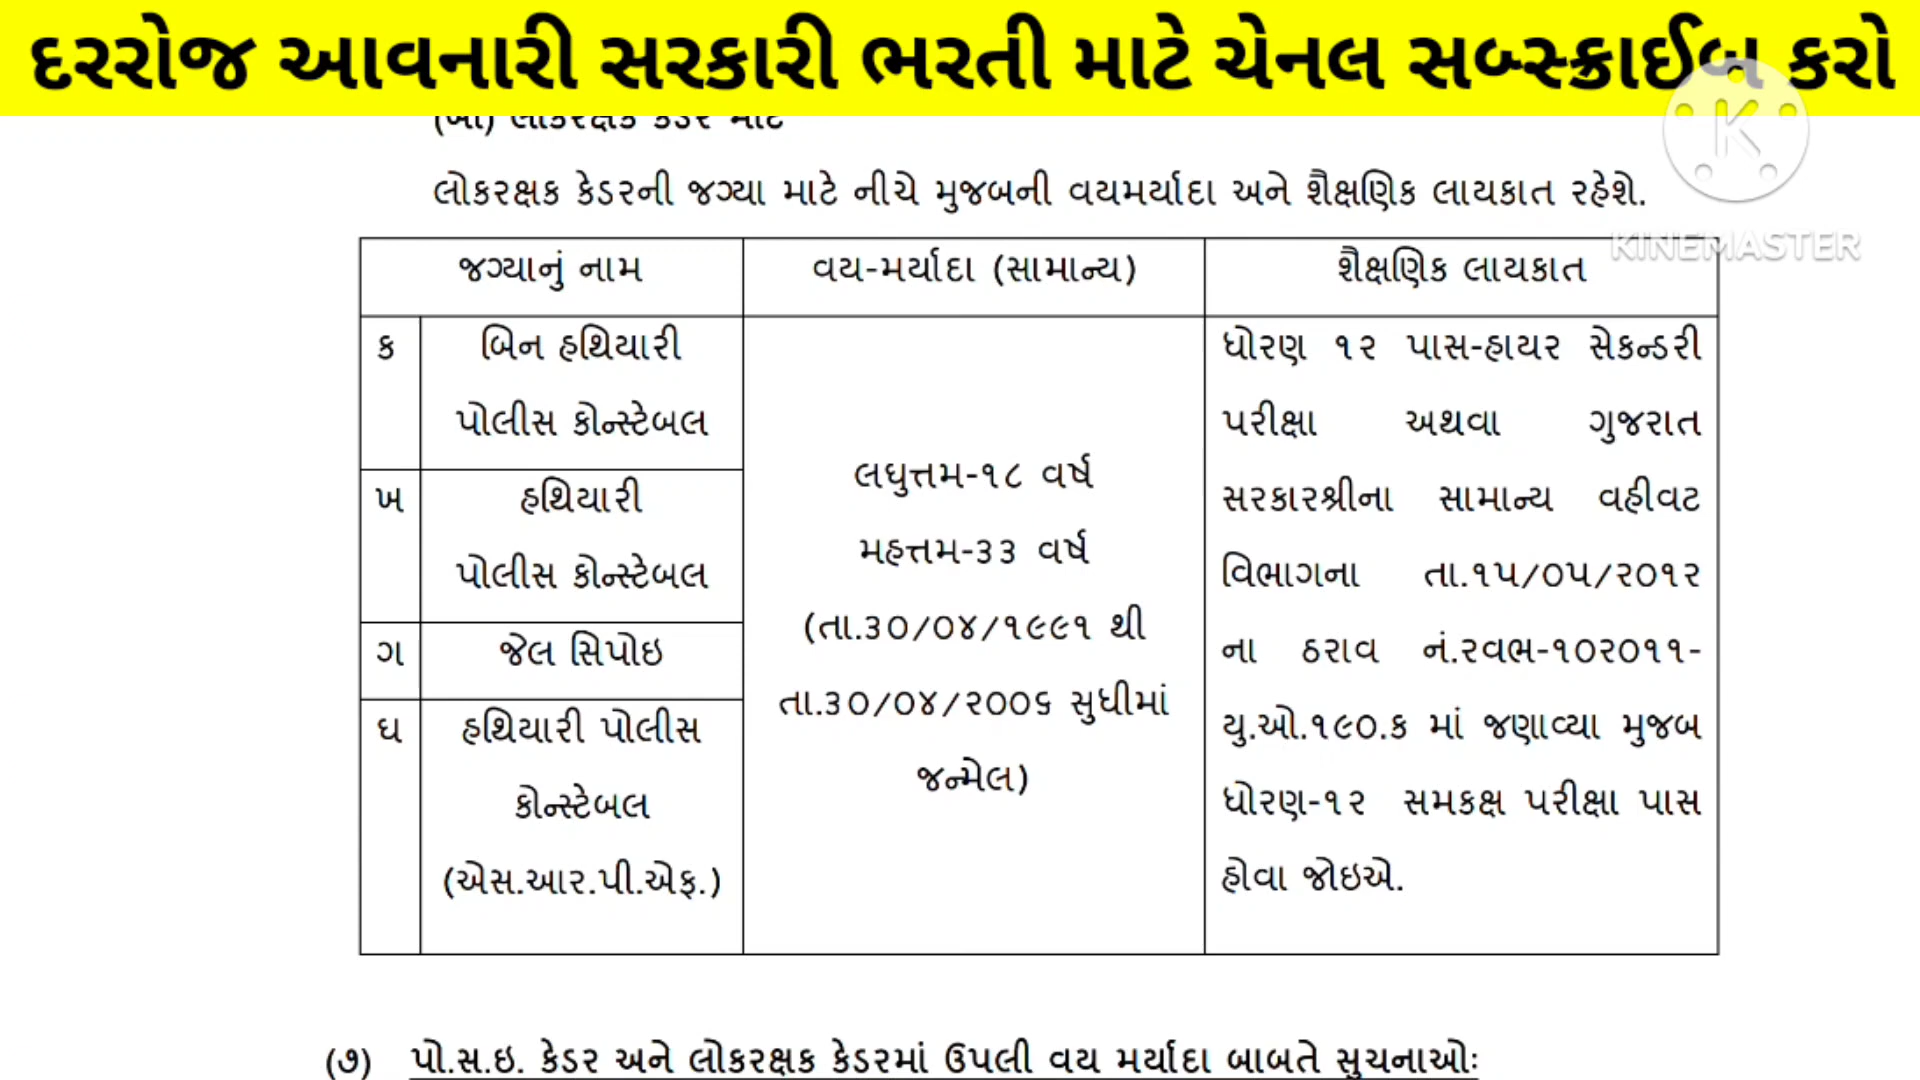 દરરોજ આવનારી સરકારી ભરતી માટે ચેનલ સબ્સ્ક્રાઈબ કરો
(બી) લોકરક્ષક કેડર માટે
લોકરક્ષક કેડરની જગ્યા માટે નીચે મુજબની વયમર્યાદા અને શૈક્ષણિક લાયકાત રહેશે.
KINEMASTER
જગ્યાનું નામ
વય-મર્યાદા (સામાન્ય)
શૈક્ષણિક લાયકાત
ક
બિન હથિયારી
પોલીસ કોન્સ્ટેબલ
ખ
હથિયારી
પોલીસ કોન્સ્ટેબલ
ગ
જેલ સિપોઇ
ઘ
હથિયારી પોલીસ
કોન્સ્ટેબલ
(એસ.આર.પી.એફ.)
લઘુત્તમ-૧૮ વર્ષ
મહત્તમ-૩૩ વર્ષ
(તા.૩૦/૦૪/૧૯૯૧ થી
તા.૩૦/૦૪/૨૦૦૬ સુધીમાં
જન્મેલ)
ધોરણ ૧૨ પાસ-હાયર સેકન્ડરી
પરીક્ષા અથવા ગુજરાત
સરકારશ્રીના સામાન્ય વહીવટ
વિભાગના તા.૧૫/૦૫/૨૦૧૨
ના ઠરાવ નં.રવભ-૧૦૨૦૧૧-
યુ.ઓ.૧૯૦.ક માં જણાવ્યા મુજબ
ધોરણ-૧૨ સમકક્ષ પરીક્ષા પાસ
હોવા જોઇએ.
(૭) પો.સ.ઇ. કેડર અને લોકરક્ષક કેડરમાં ઉપલી વય મર્યાદા બાબતે સુચનાઓઃ